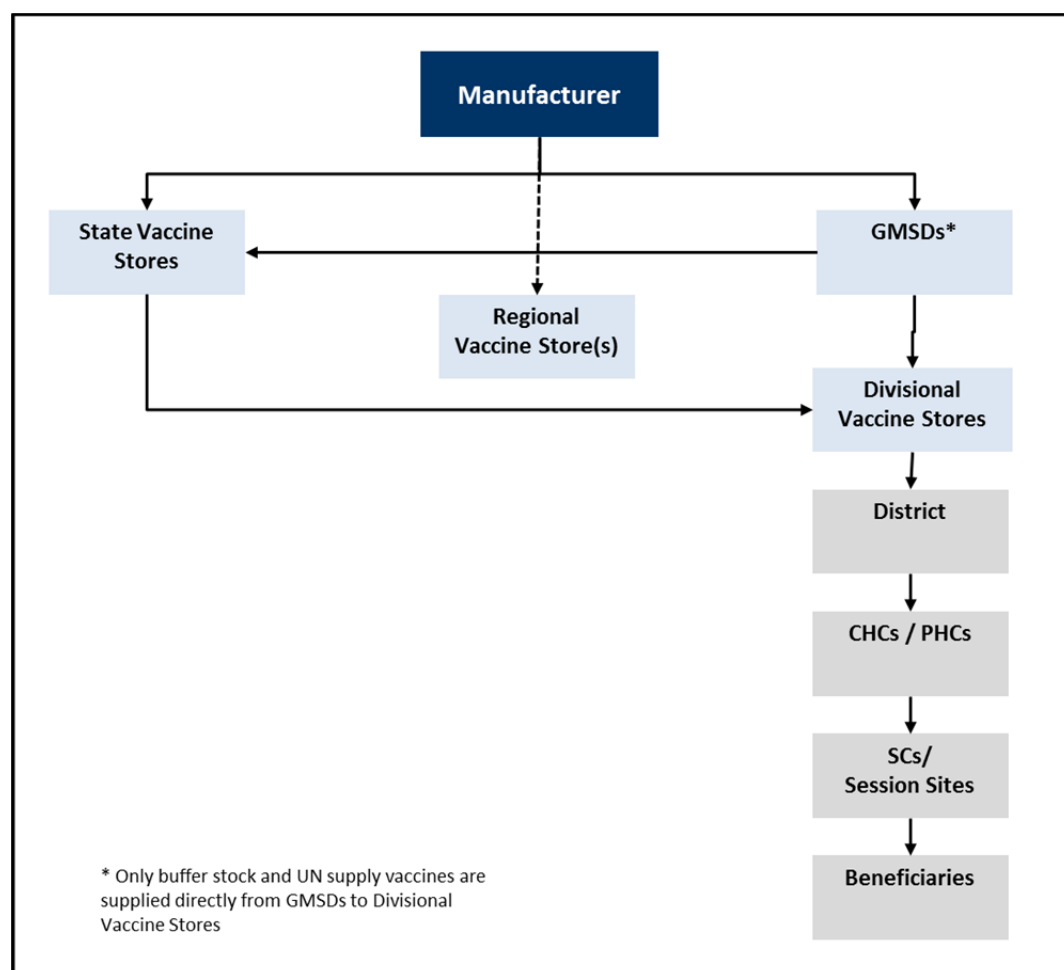 Manufacturer
State Vaccine
Stores
GMSDs*
Regional
Vaccine Store(s)
Divisional
Vaccine Stores
District
CHCs / PHCs
SCs/
Session Sites
Beneficiaries
* Only buffer stock and UN supply vaccines are
supplied directly from GMSDs to Divisional
Vaccine Stores